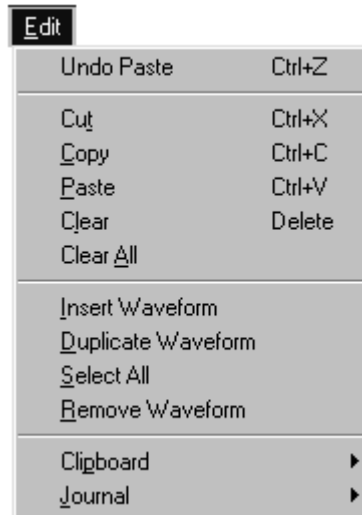 Edit
Undo Paste Ctrl+Z
Cut Ctrl+X
Copy Ctrl+C
Paste Ctrl+V
Clear Delete
Clear All
Insert Waveform
Duplicate Waveform
Select All
Remove Waveform
Clipboard
Journal